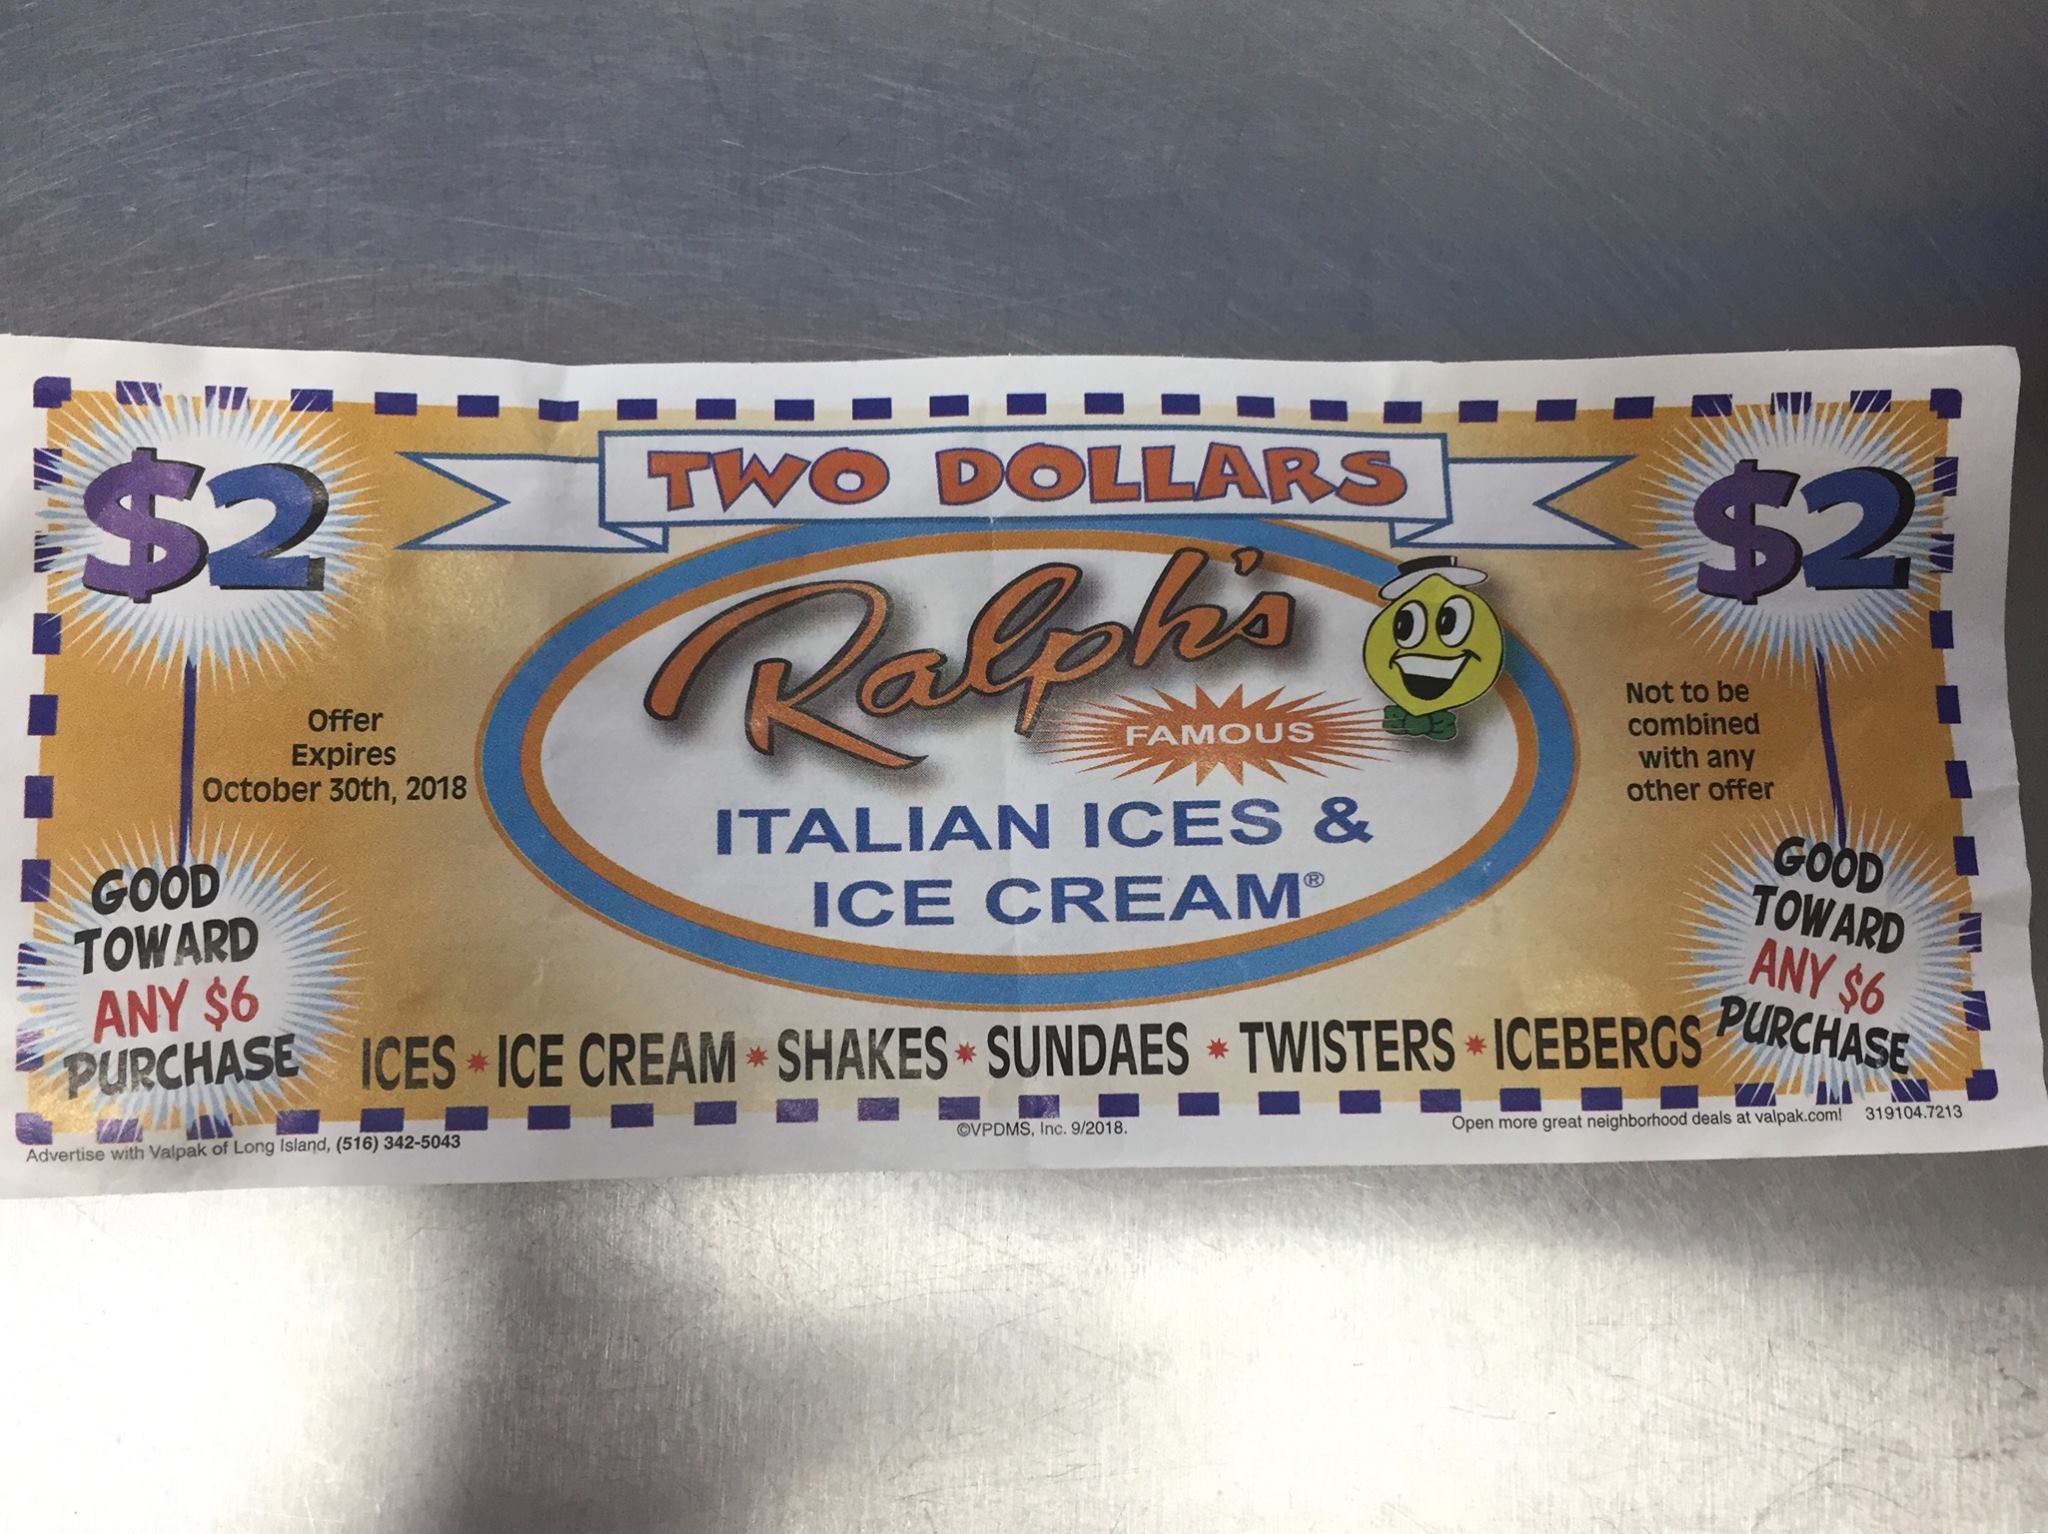 TWO DOLLARS
$2
$2
Ralph's
FAMOUS
ITALIAN ICES &
ICE CREAM®
Offer
Expires
October 30th, 2018
Not to be
combined
with any
other offer
GOOD
TOWARD
ANY $6
PURCHASE
GOOD
TOWARD
ANY $6
PURCHASE
ICES * ICE CREAM * SHAKES * SUNDAES * TWISTERS * ICEBERGS
Advertise with Valpak of Long Island, (516) 342-5043
©VPDMS, Inc. 9/2018.
Open more great neighborhood deals at valpak.com! 319104.7213